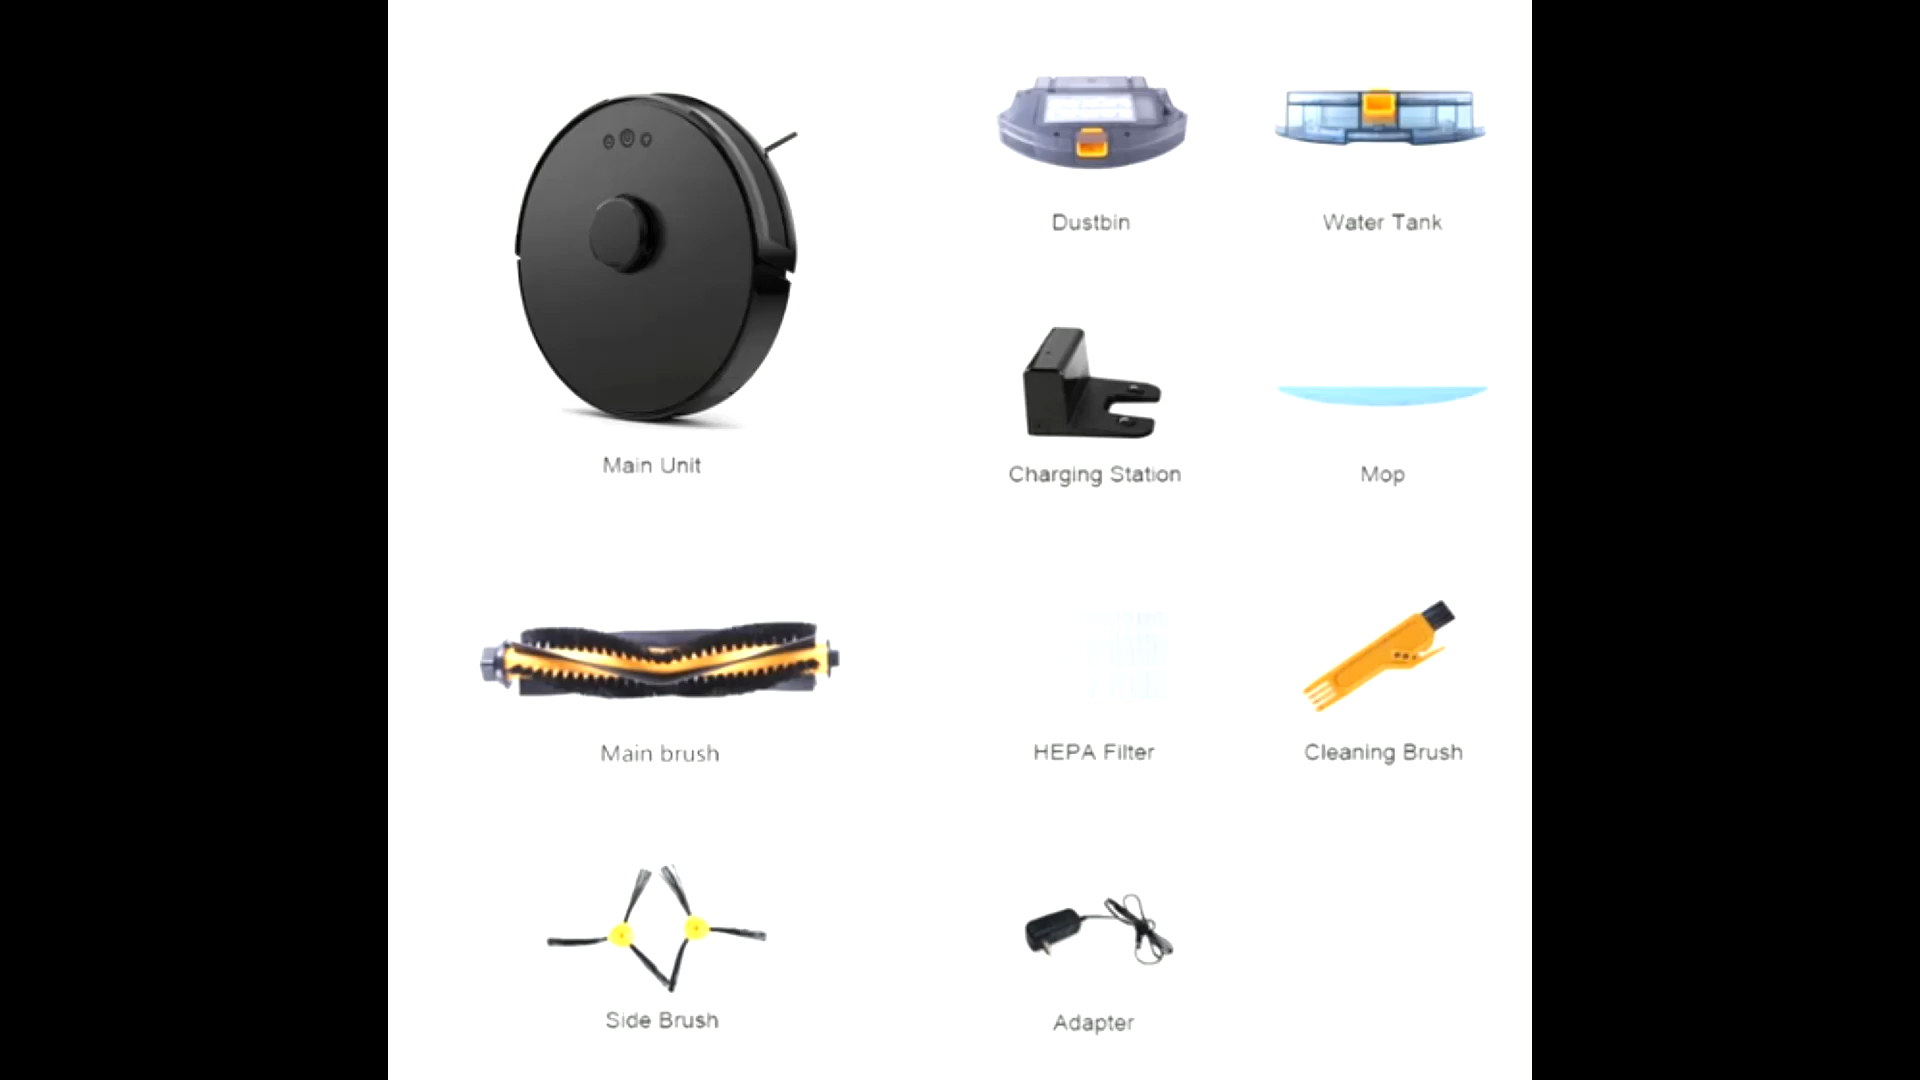 Dustbin
Water Tank
Main Unit
Charging Station
Mop
Main brush
HEPA Filter
Cleaning Brush
Side Brush
Adapter